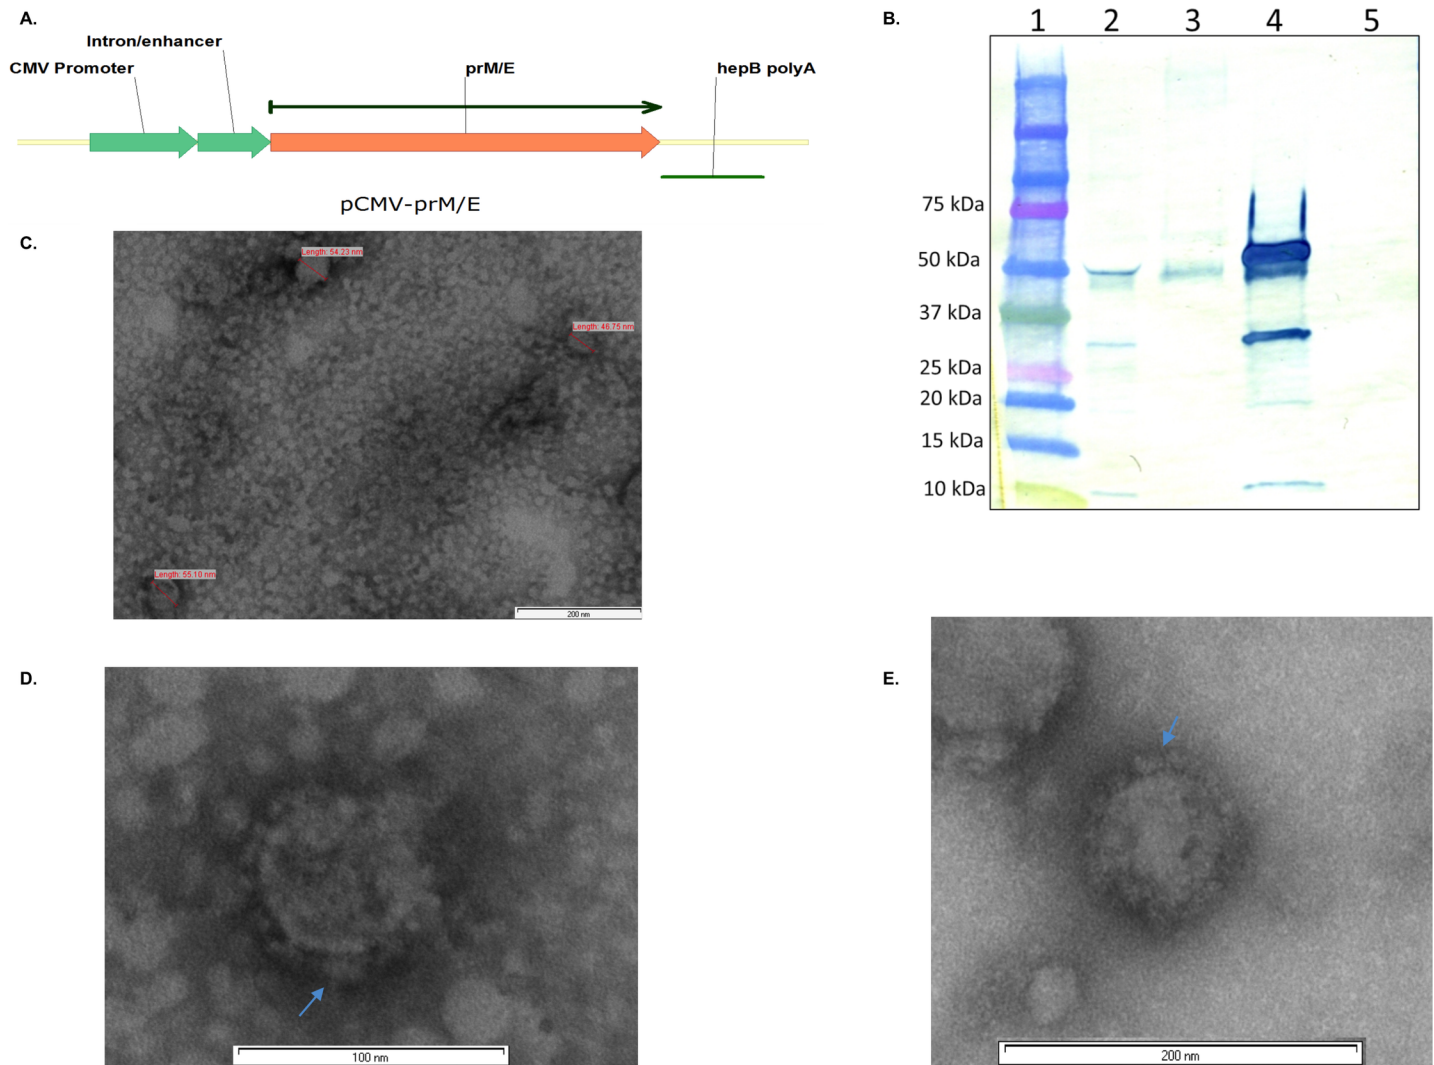 A.
Intron/enhancer
CMV Promoter
prM/E
hepB polyA
pCMV-prM/E
B.
1 2 3 4 5
75 kDa
50 kDa
37 kDa
25 kDa
20 kDa
15 kDa
10 kDa
C.
Length: 54.23 nm
Length: 46.75 nm
Length: 55.10 nm
200 nm
D.
100 nm
E.
200 nm